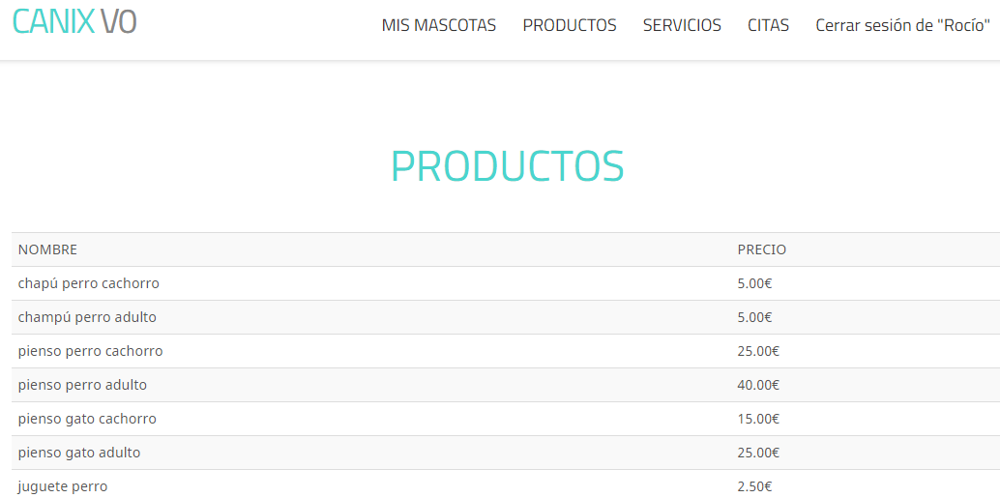 CANIX VO MIS MASCOTAS PRODUCTOS SERVICIOS CITAS Cerrar sesión de "Rocío"
PRODUCTOS
NOMBRE PRECIO
chapú perro cachorro 5.00€
champú perro adulto 5.00€
pienso perro cachorro 25.00€
pienso perro adulto 40.00€
pienso gato cachorro 15.00€
pienso gato adulto 25.00€
juguete perro 2.50€